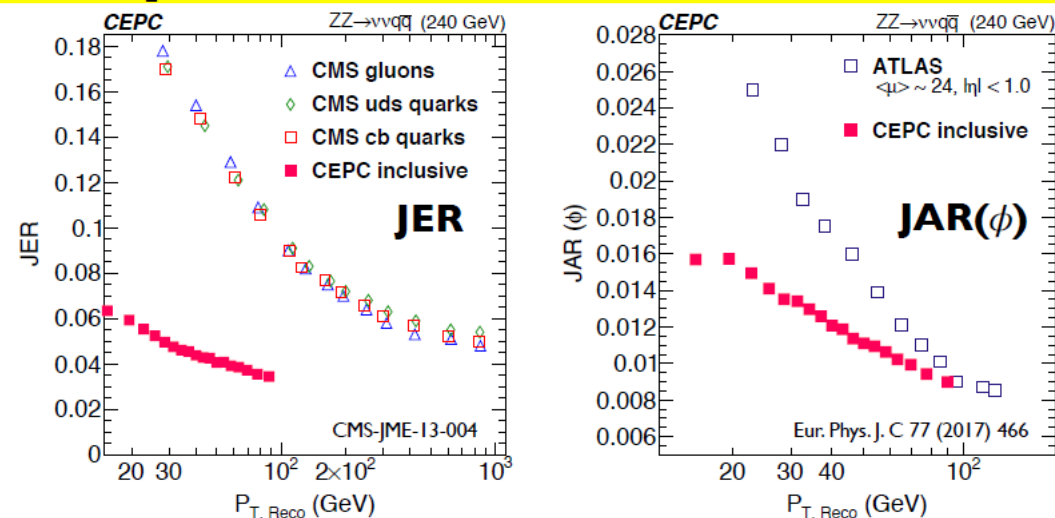 CEPC ZZ→νν̄qq̄ (240 GeV)
JER
0.18
0.16
0.14
0.12
0.1
0.08
0.06
0.04
0.02
0
△ CMS gluons
◇ CMS uds quarks
□ CMS cb quarks
■ CEPC inclusive
JER
CMS-JME-13-004
20 30 10² 2×10² 10³
P_T, Reco (GeV)
CEPC ZZ→νν̄qq̄ (240 GeV)
JAR (ϕ)
0.028
0.026
0.024
0.022
0.02
0.018
0.016
0.014
0.012
0.01
0.008
0.006
□ ATLAS
<μ> ~ 24, |η| < 1.0
■ CEPC inclusive
JAR(ϕ)
Eur. Phys. J. C 77 (2017) 466
20 30 40 10²
P_T, Reco (GeV)